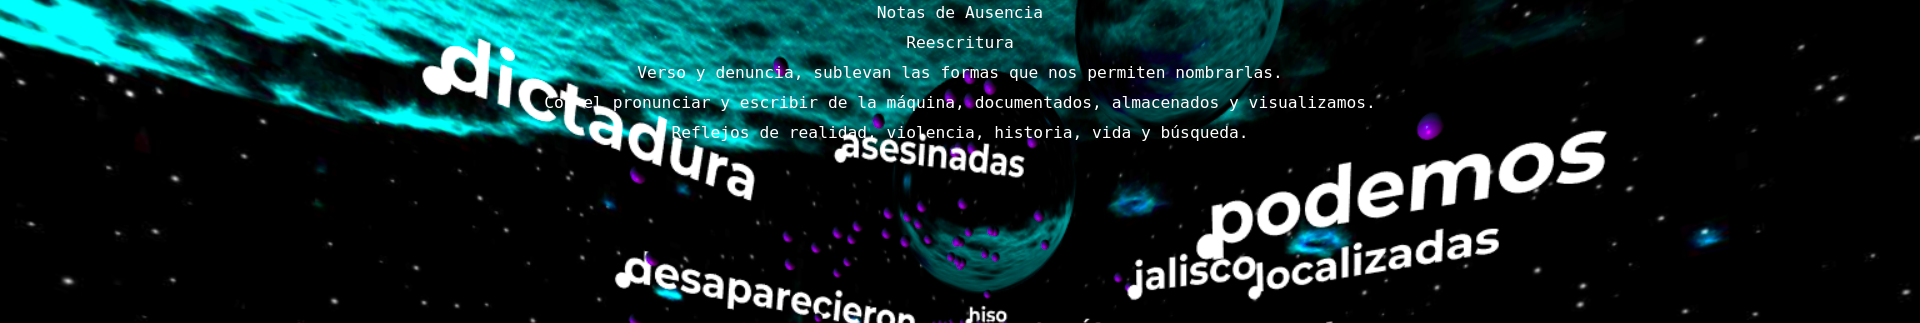 Notas de Ausencia
Reescritura
Verso y denuncia, sublevan las formas que nos permiten nombrarlas.
Con el pronunciar y escribir de la máquina, documentados, almacenados y visualizamos.
Reflejos de realidad, violencia, historia, vida y búsqueda.
dictadura
asesinadas
podemos
jalisco
localizadas
desaparecieron
hiso